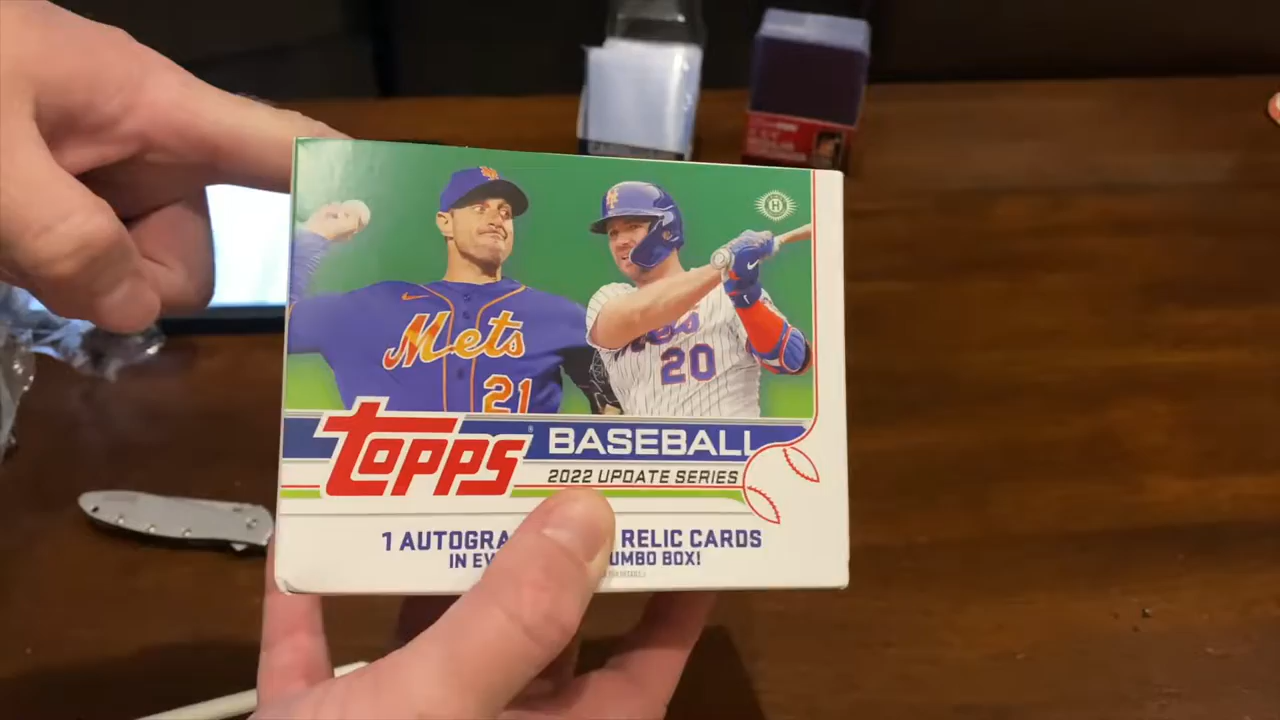 Mets
21
20
TOPPS
BASEBALL
2022 UPDATE SERIES
1 AUTOGRA RELIC CARDS
IN EV UMBO BOX!